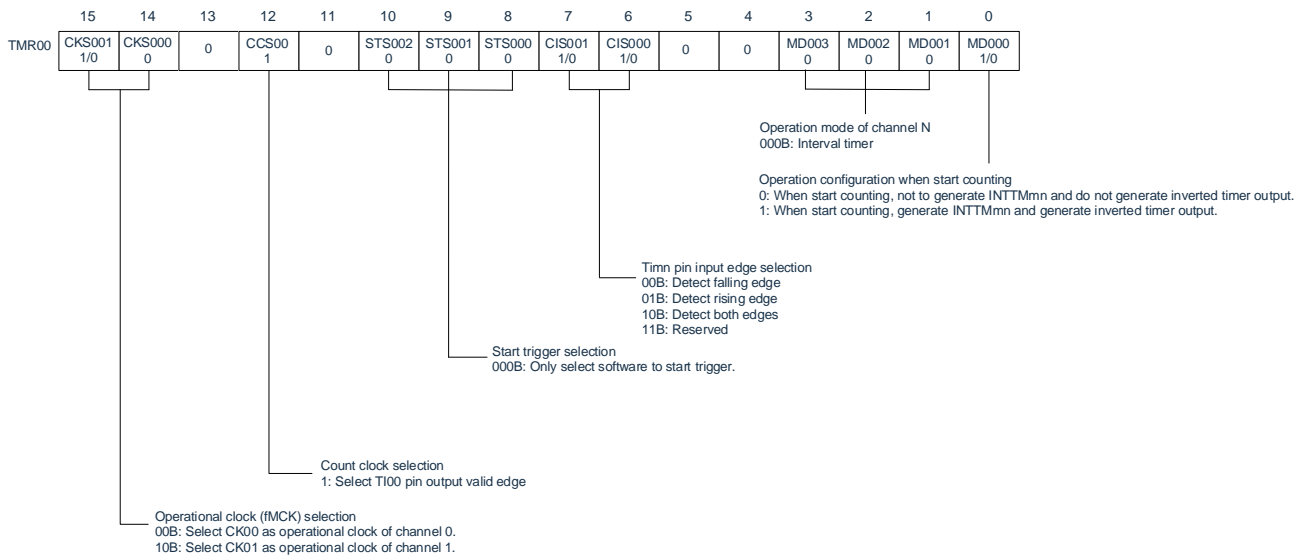 15 14 13 12 11 10 9 8 7 6 5 4 3 2 1 0
TMR00 CKS001 CKS000 0 CCS00 0 STS002 STS001 STS000 CIS001 CIS000 0 0 MD003 MD002 MD001 MD000
1/0 0 1 0 0 0 1/0 1/0 0 0 0 1/0
Operation mode of channel N
000B: Interval timer
Operation configuration when start counting
0: When start counting, not to generate INTTMmn and do not generate inverted timer output.
1: When start counting, generate INTTMmn and generate inverted timer output.
Timn pin input edge selection
00B: Detect falling edge
01B: Detect rising edge
10B: Detect both edges
11B: Reserved
Start trigger selection
000B: Only select software to start trigger.
Count clock selection
1: Select TI00 pin output valid edge
Operational clock (fMCK) selection
00B: Select CK00 as operational clock of channel 0.
10B: Select CK01 as operational clock of channel 1.